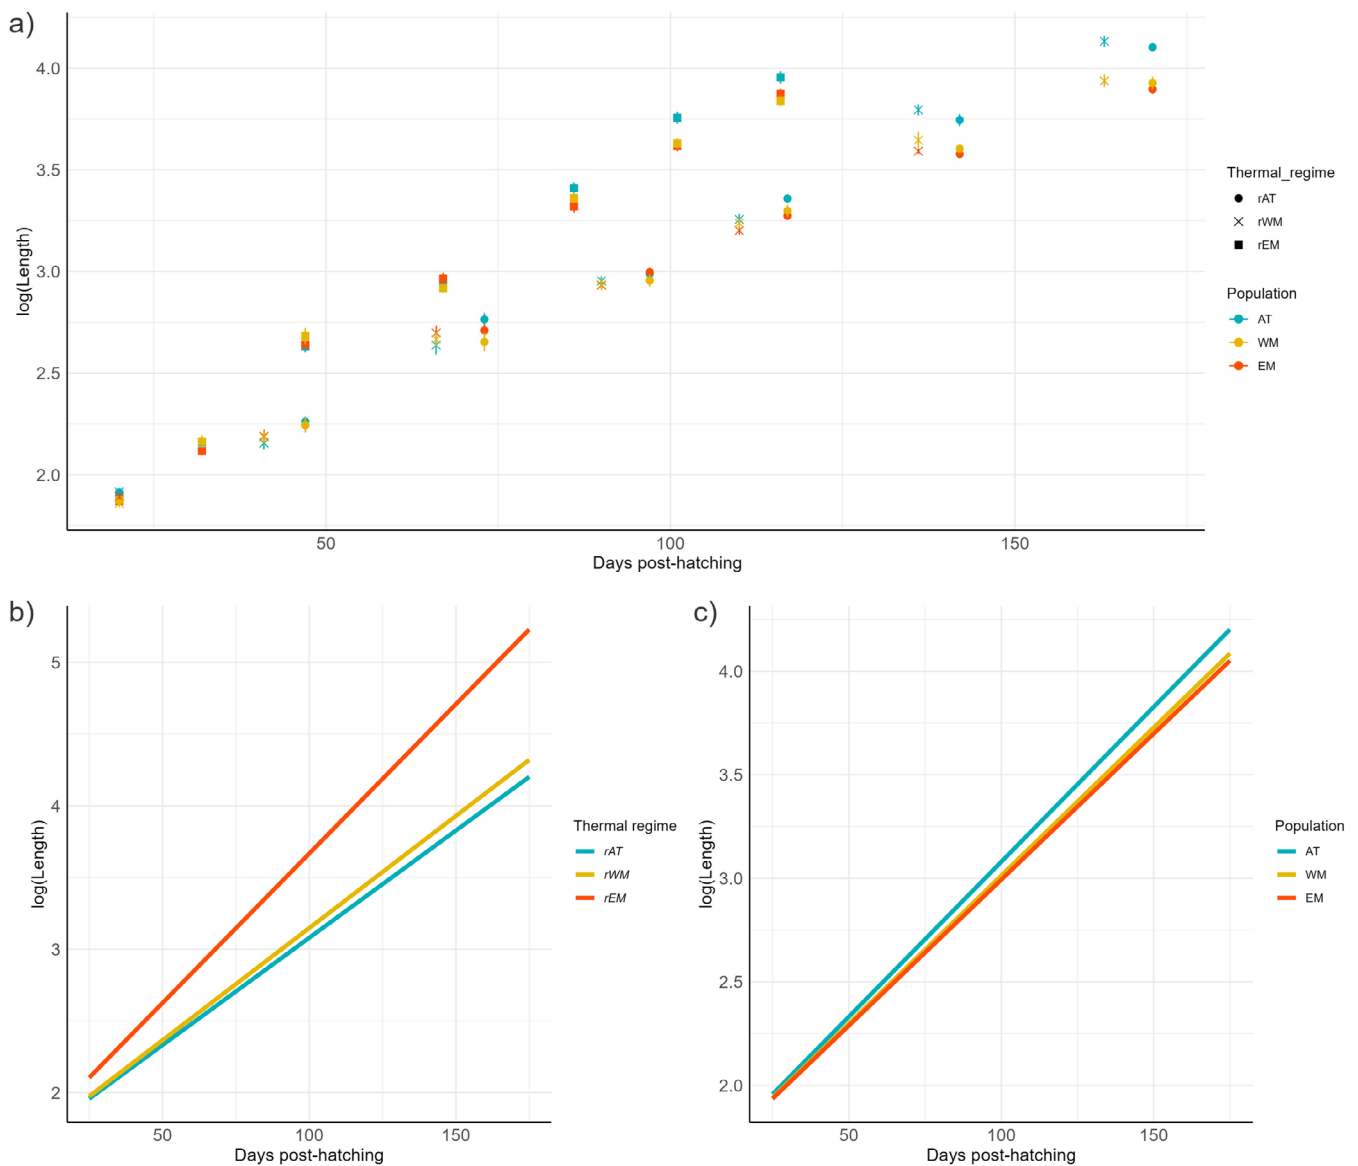 a)
4.0
3.5
3.0
2.5
2.0
log(Length)
50
100
150
Days post-hatching
Thermal_regime
rAT
rWM
rEM
Population
AT
WM
EM
b)
5
4
3
2
log(Length)
50
100
150
Days post-hatching
Thermal regime
rAT
rWM
rEM
c)
4.0
3.5
3.0
2.5
2.0
log(Length)
50
100
150
Days post-hatching
Population
AT
WM
EM